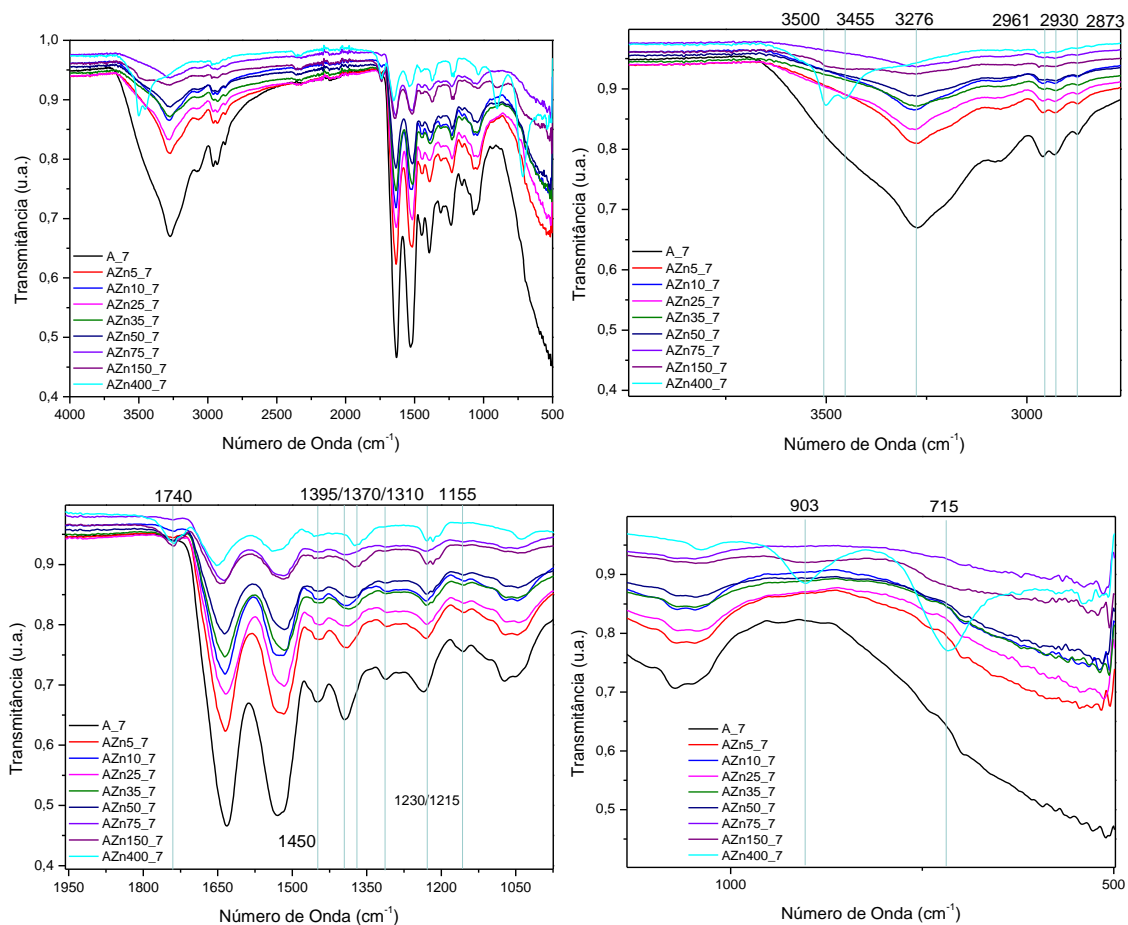 1,0
0,9
0,8
0,7
0,6
0,5
0,4
Transmitância (u.a.)
A_7
AZn5_7
AZn10_7
AZn25_7
AZn35_7
AZn50_7
AZn75_7
AZn150_7
AZn400_7
4000 3500 3000 2500 2000 1500 1000 500
Número de Onda (cm-1)
3500 3455 3276 2961 2930 2873
0,9
0,8
0,7
0,6
0,5
0,4
Transmitância (u.a.)
A_7
AZn5_7
AZn10_7
AZn25_7
AZn35_7
AZn50_7
AZn75_7
AZn150_7
AZn400_7
3500 3000
Número de Onda (cm-1)
1740 1395/1370/1310 1155
0,9
0,8
0,7
0,6
0,5
0,4
Transmitância (u.a.)
A_7
AZn5_7
AZn10_7
AZn25_7
AZn35_7
AZn50_7
AZn75_7
AZn150_7
AZn400_7
1230/1215
1450
1950 1800 1650 1500 1350 1200 1050
Número de Onda (cm-1)
903 715
0,9
0,8
0,7
0,6
0,5
Transmitância (u.a.)
A_7
AZn5_7
AZn10_7
AZn25_7
AZn35_7
AZn50_7
AZn75_7
AZn150_7
AZn400_7
1000 500
Número de Onda (cm-1)